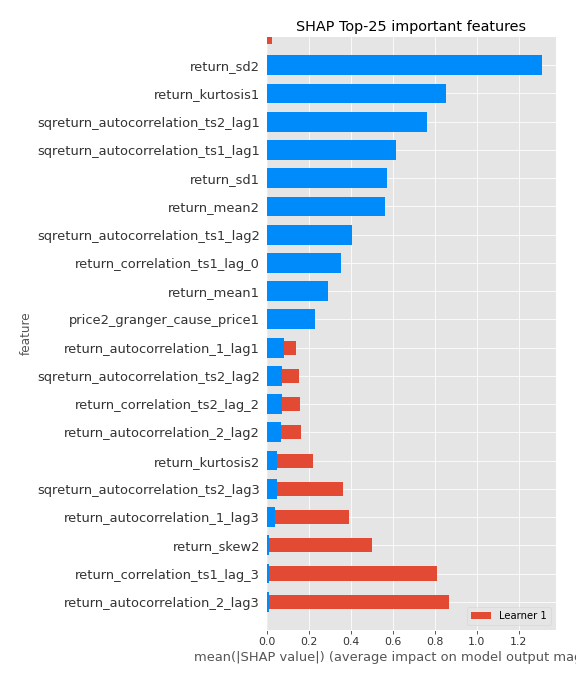 SHAP Top-25 important features
return_sd2
return_kurtosis1
sqreturn_autocorrelation_ts2_lag1
sqreturn_autocorrelation_ts1_lag1
return_sd1
return_mean2
sqreturn_autocorrelation_ts1_lag2
return_correlation_ts1_lag_0
return_mean1
price2_granger_cause_price1
return_autocorrelation_1_lag1
sqreturn_autocorrelation_ts2_lag2
return_correlation_ts2_lag_2
return_autocorrelation_2_lag2
return_kurtosis2
sqreturn_autocorrelation_ts2_lag3
return_autocorrelation_1_lag3
return_skew2
return_correlation_ts1_lag_3
return_autocorrelation_2_lag3
feature
Learner 1
0.0 0.2 0.4 0.6 0.8 1.0 1.2
mean(|SHAP value|) (average impact on model output mag